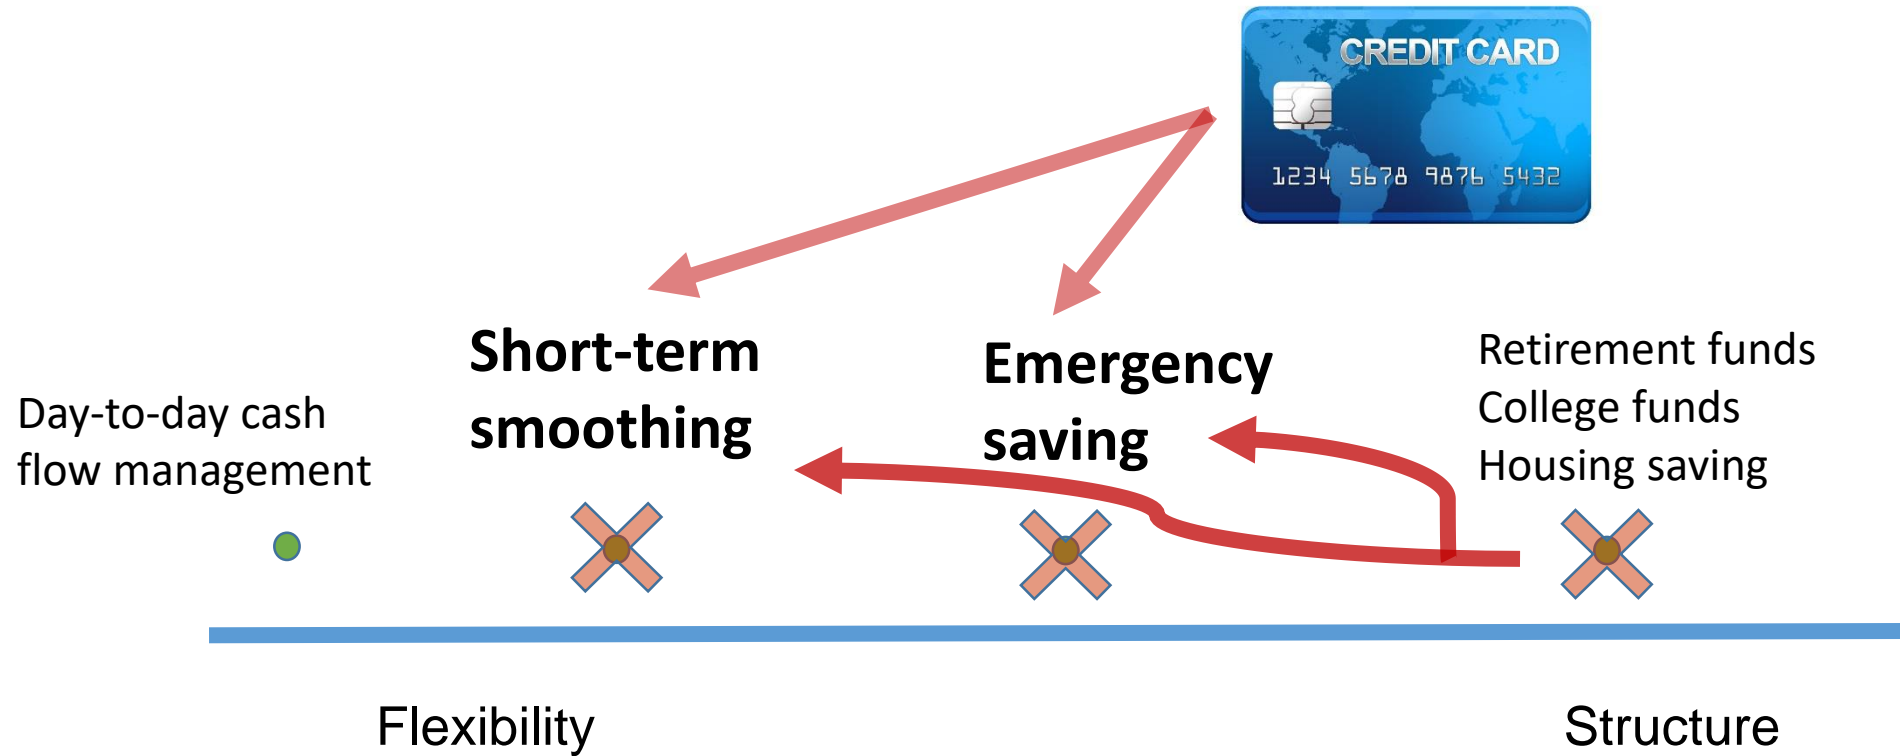 CREDIT CARD
1234 5678 9876 5432
Day-to-day cash
flow management
Short-term
smoothing
Emergency
saving
Retirement funds
College funds
Housing saving
Flexibility
Structure